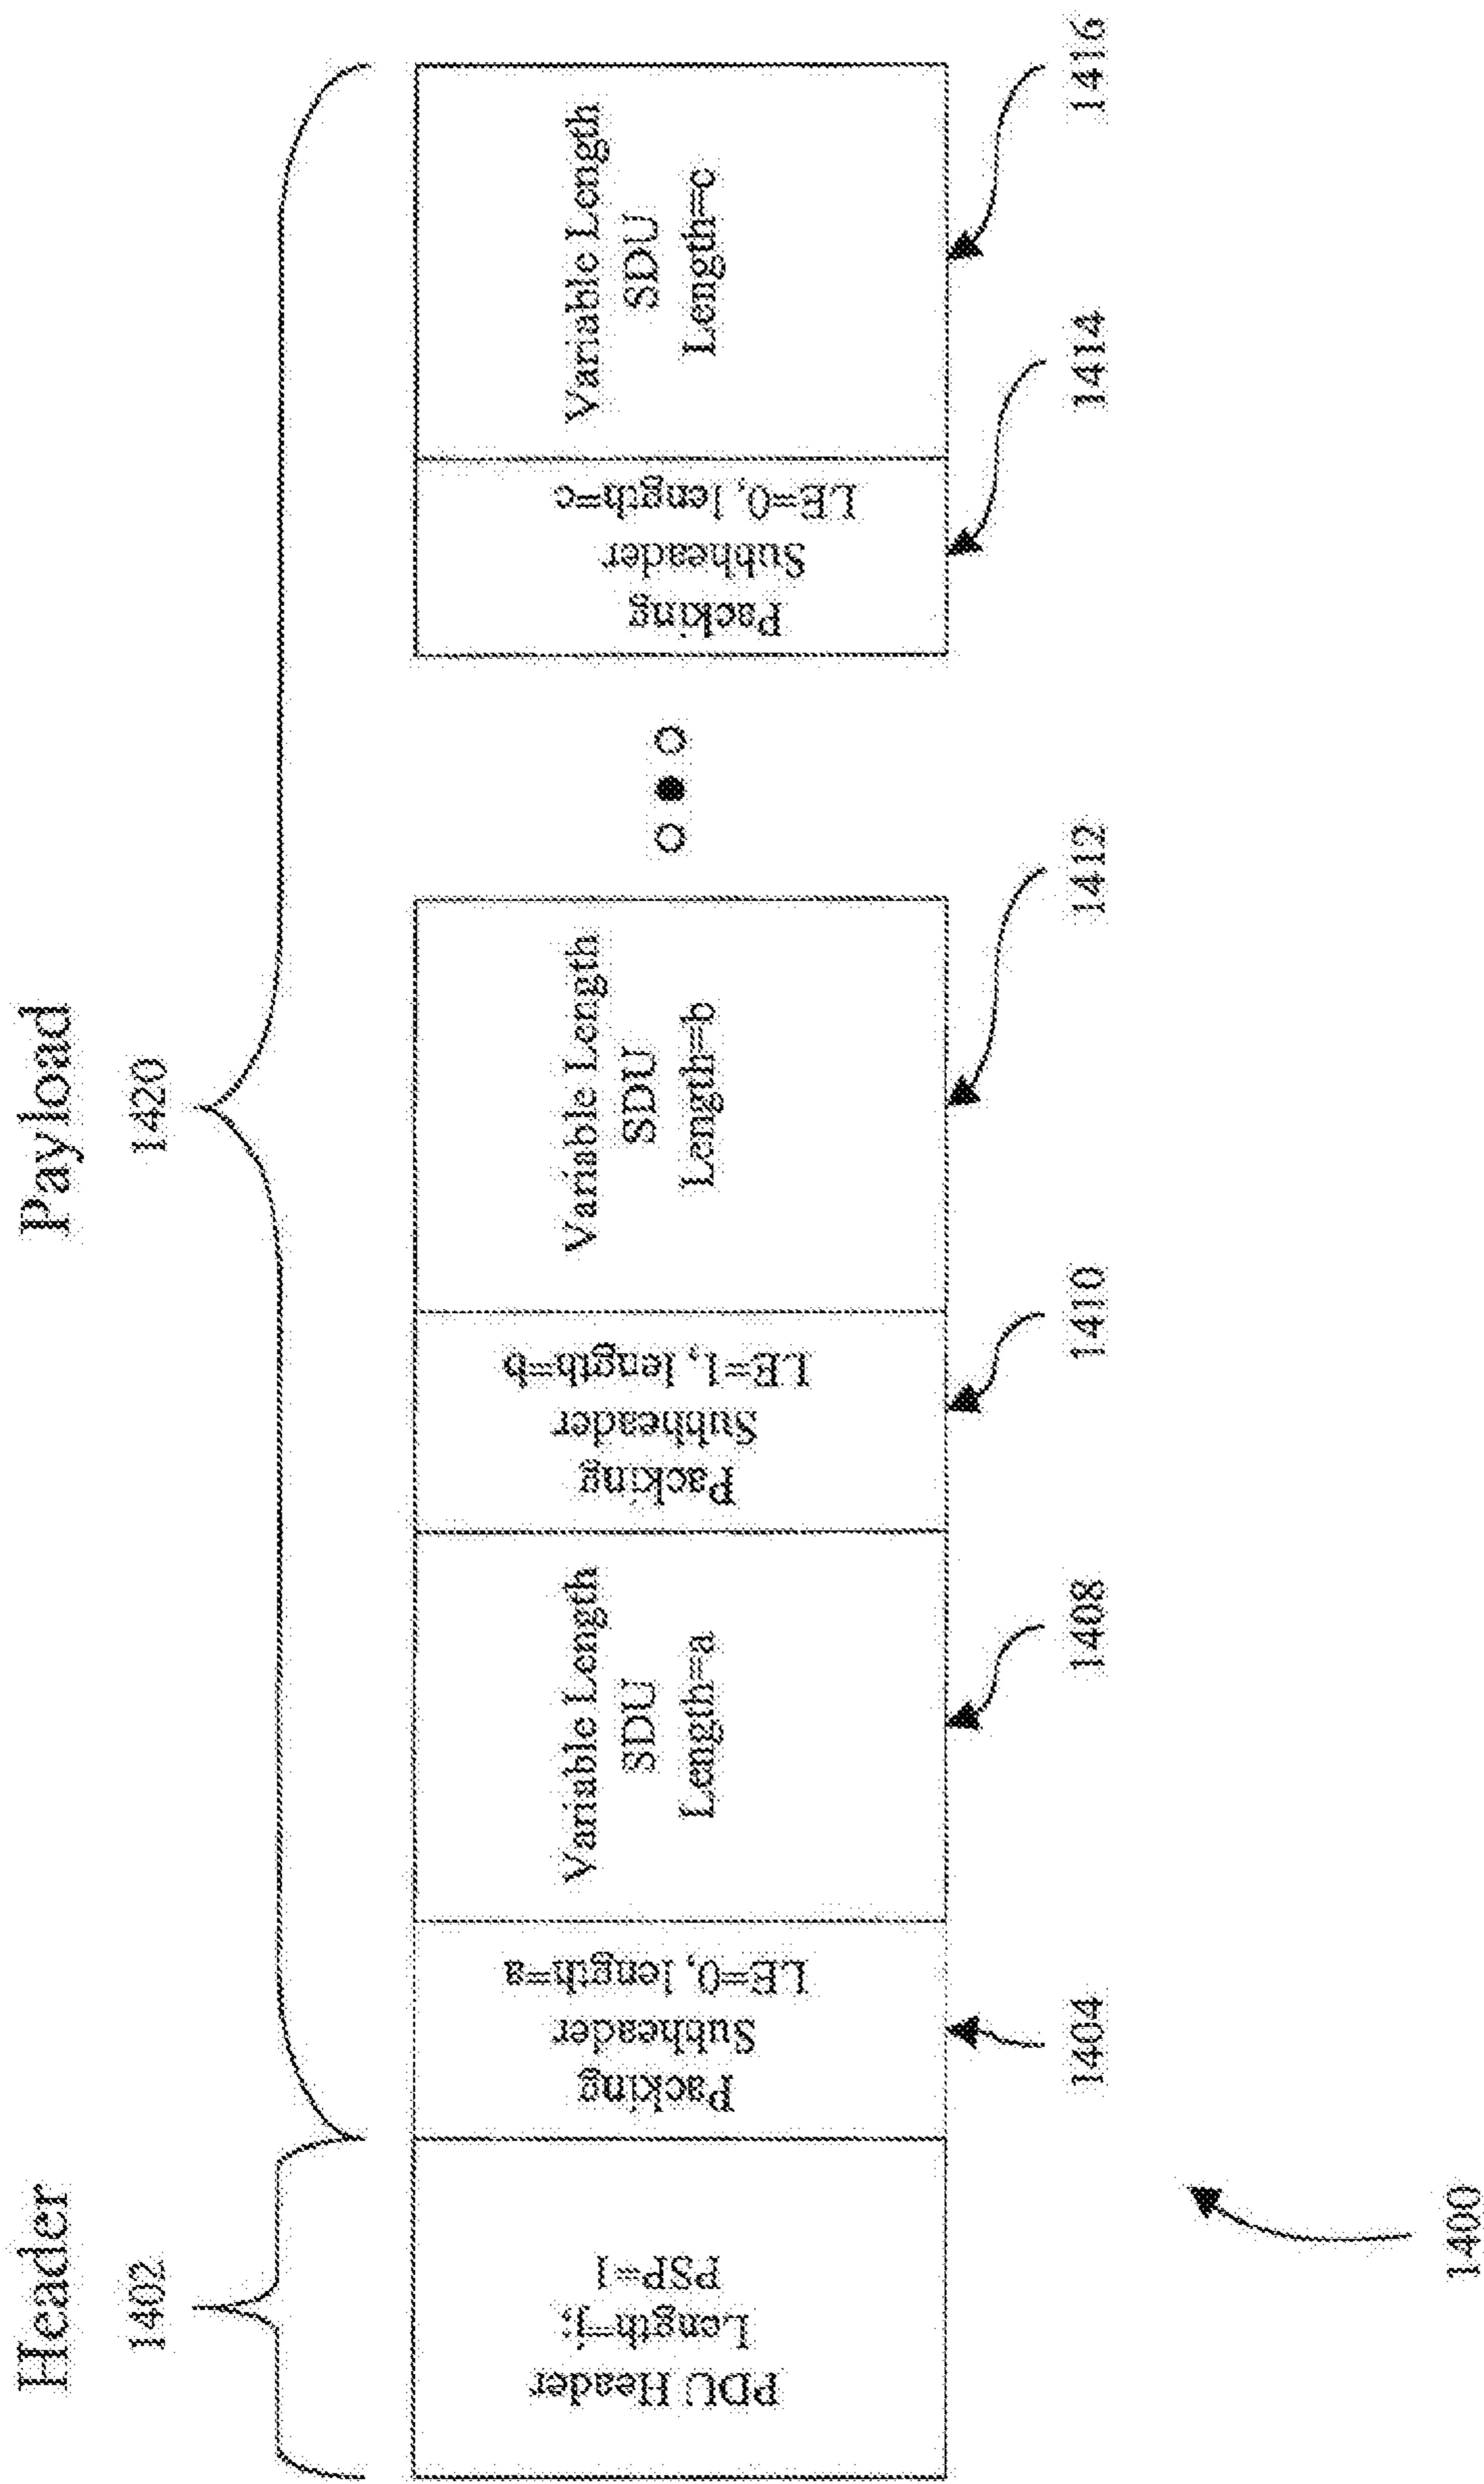 Header
1402
Payload
1420
PDU Header
Length=j;
PSP=1
Packing
Subheader
LE=0, length=a
Variable Length
SDU
Length=a
Packing
Subheader
LE=1, length=b
Variable Length
SDU
Length=b
Packing
Subheader
LE=0, length=c
Variable Length
SDU
Length=c
1404
1408
1410
1412
1414
1416
1400